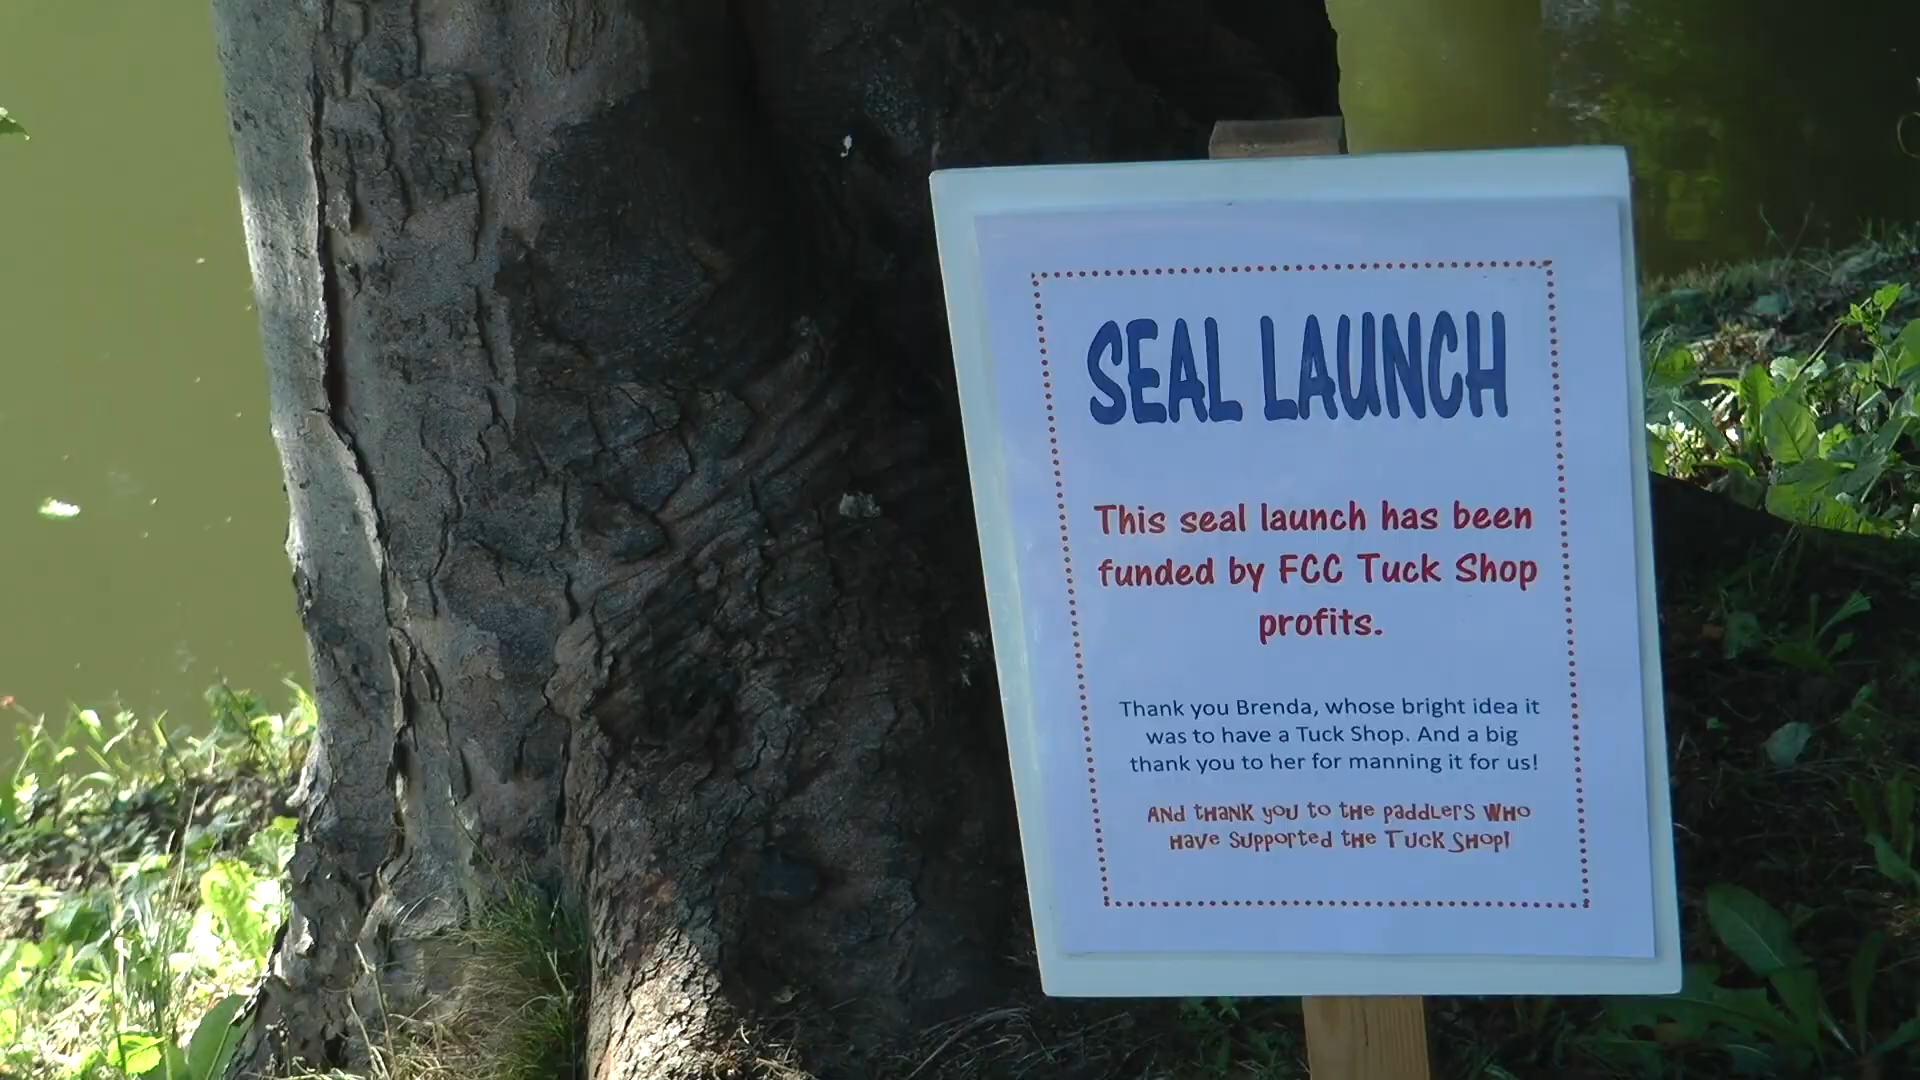 SEAL LAUNCH
This seal launch has been
funded by FCC Tuck Shop
profits.
Thank you Brenda, whose bright idea it
was to have a Tuck Shop. And a big
thank you to her for manning it for us!
AND THANK YOU TO THE PADDLERS WHO
HAVE SUPPORTED THE TUCK SHOP!